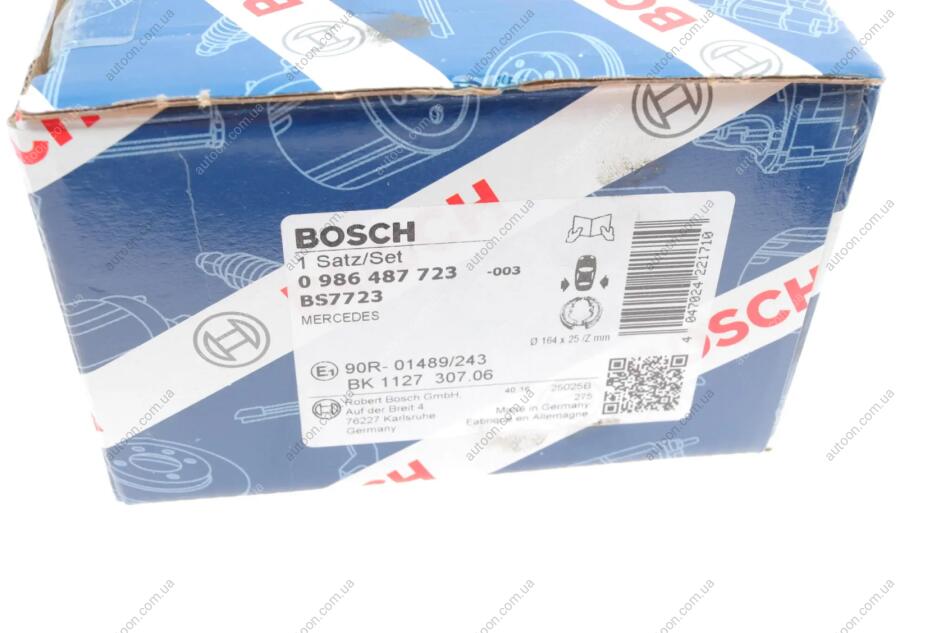 BOSCH
1 Satz/Set
0 986 487 723 -003
BS7723
MERCEDES
Ø 164 x 25 /Z mm
4 047024 221710
E1 90R- 01489/243
BK 1127 307.06
Robert Bosch GmbH,
Auf der Breit 4
76227 Karlsruhe
Germany
40 16 25025B
275
Made in Germany
Fabriqué en Allemagne
BOSCH
autoon.com.ua